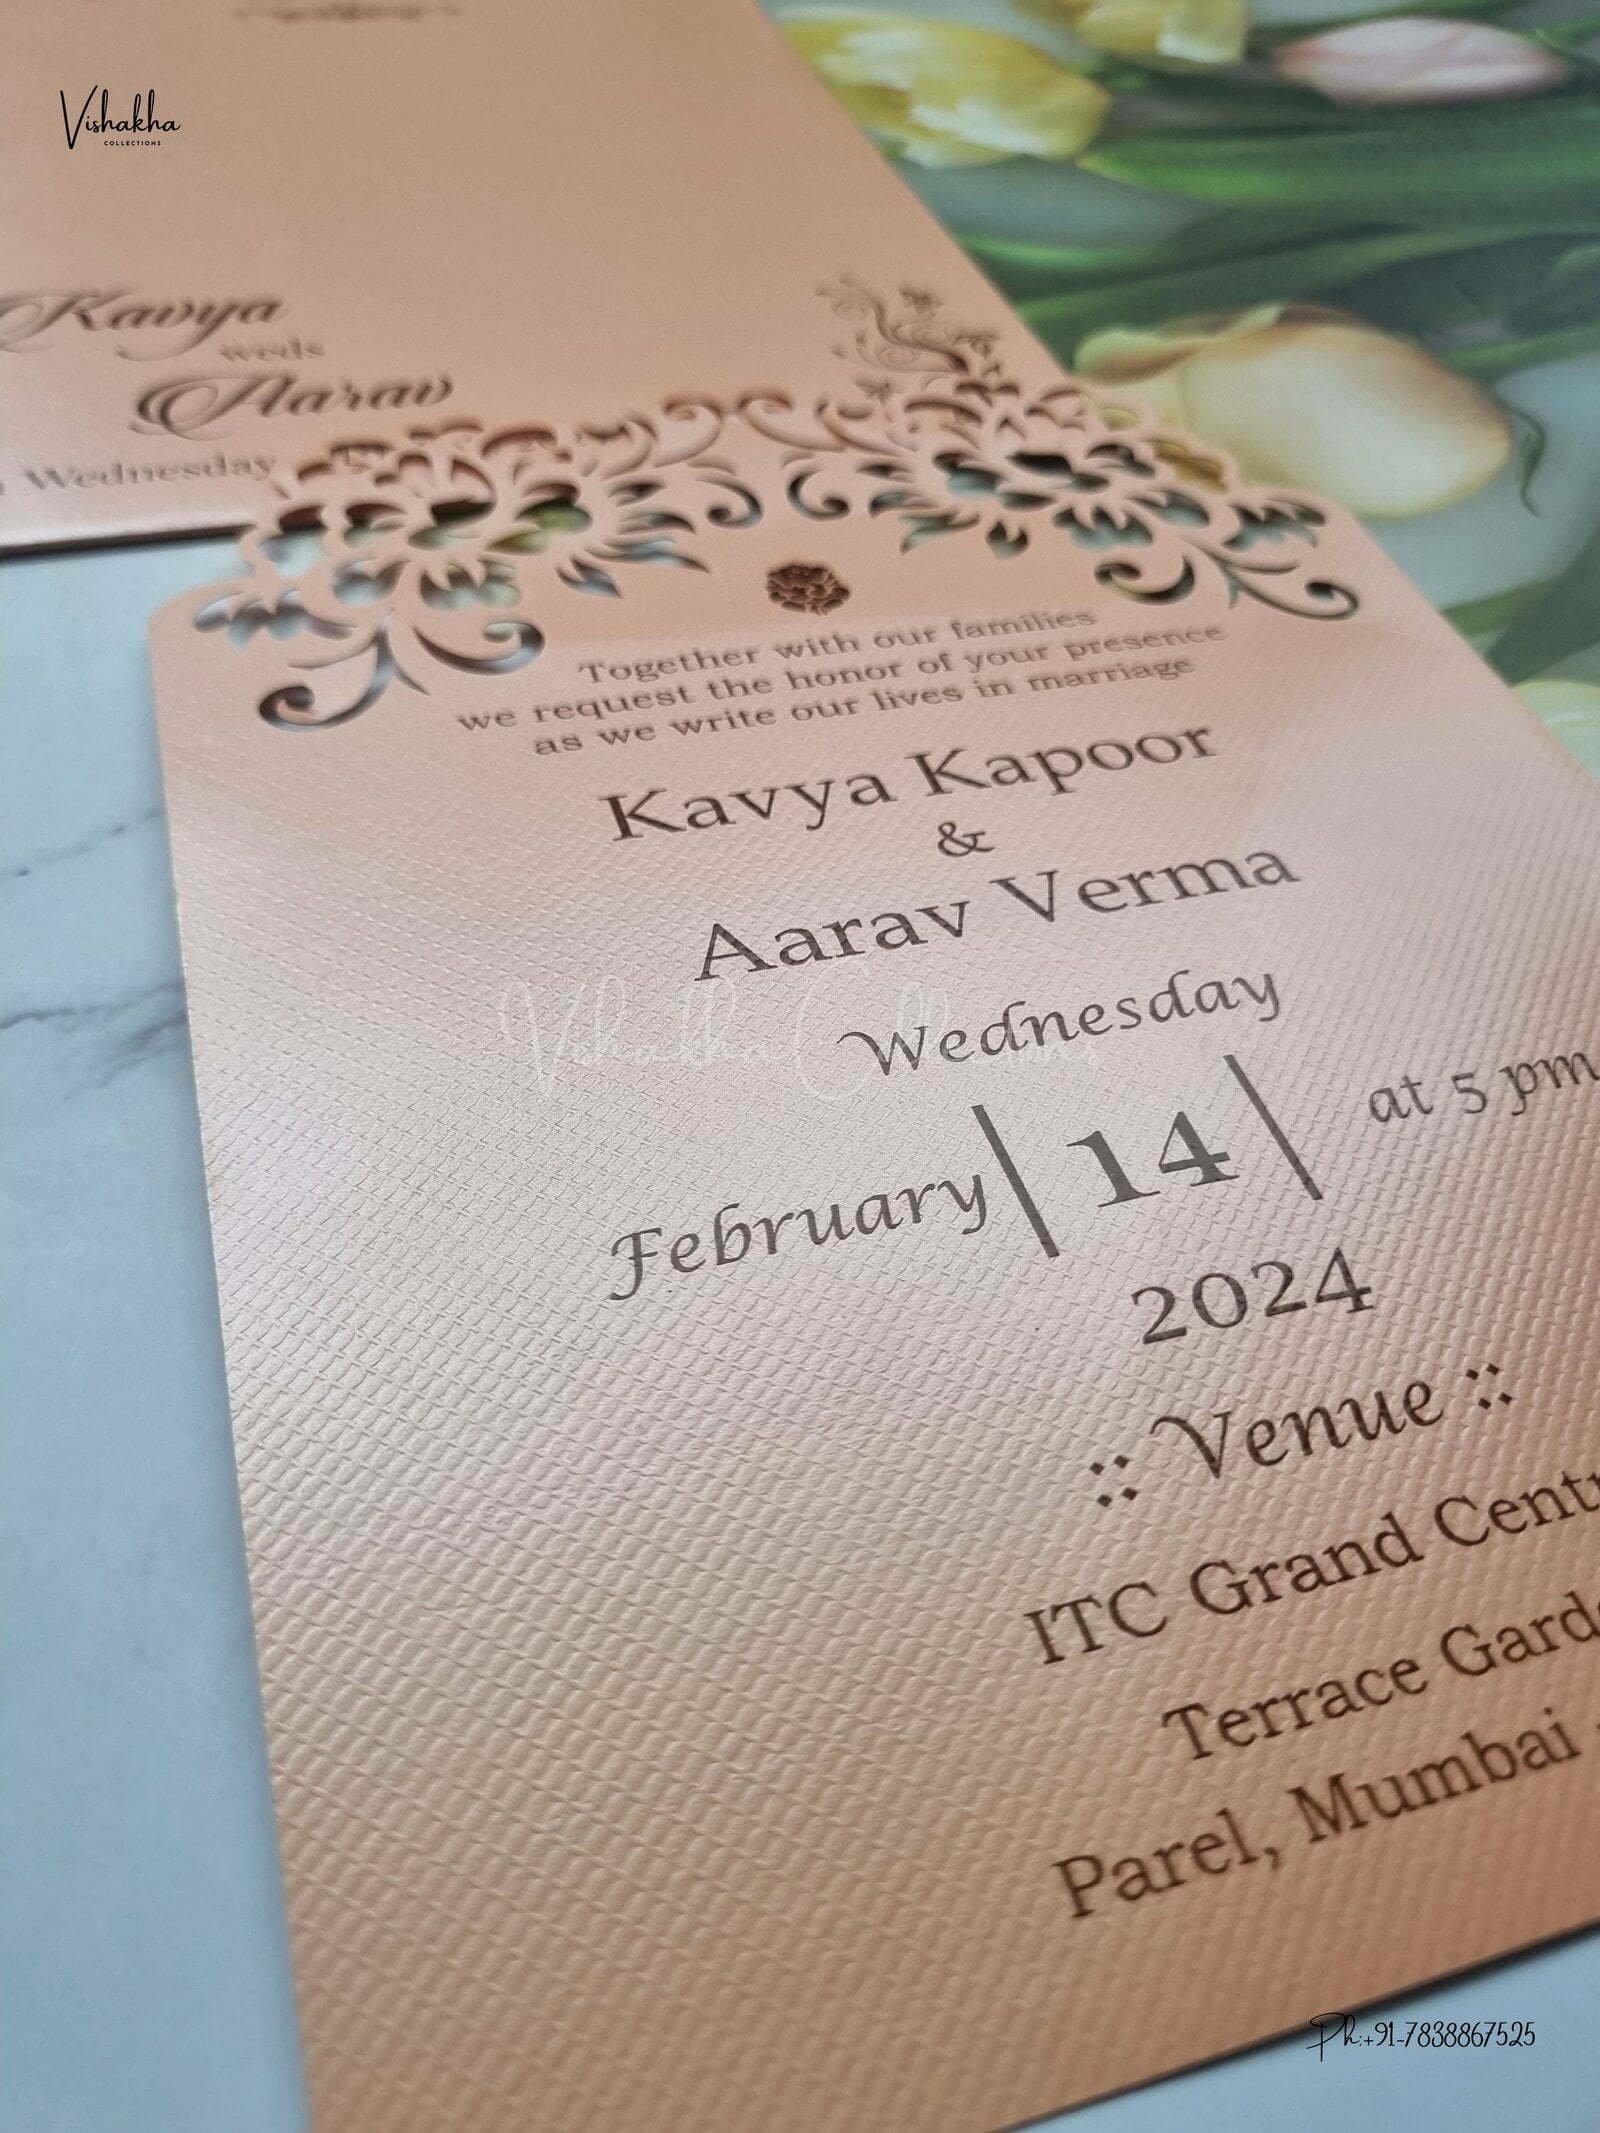 Vishakha
COLLECTIONS
Kavya
weds
Aarav
Wednesday
Together with our families
we request the honor of your presence
as we write our lives in marriage
Kavya Kapoor
&
Aarav Verma
Vishakha Collections
Wednesday
February | 14 | at 5 pm
2024
:: Venue ::
ITC Grand Centr
Terrace Gard
Parel, Mumbai
Ph:+91-7838867525